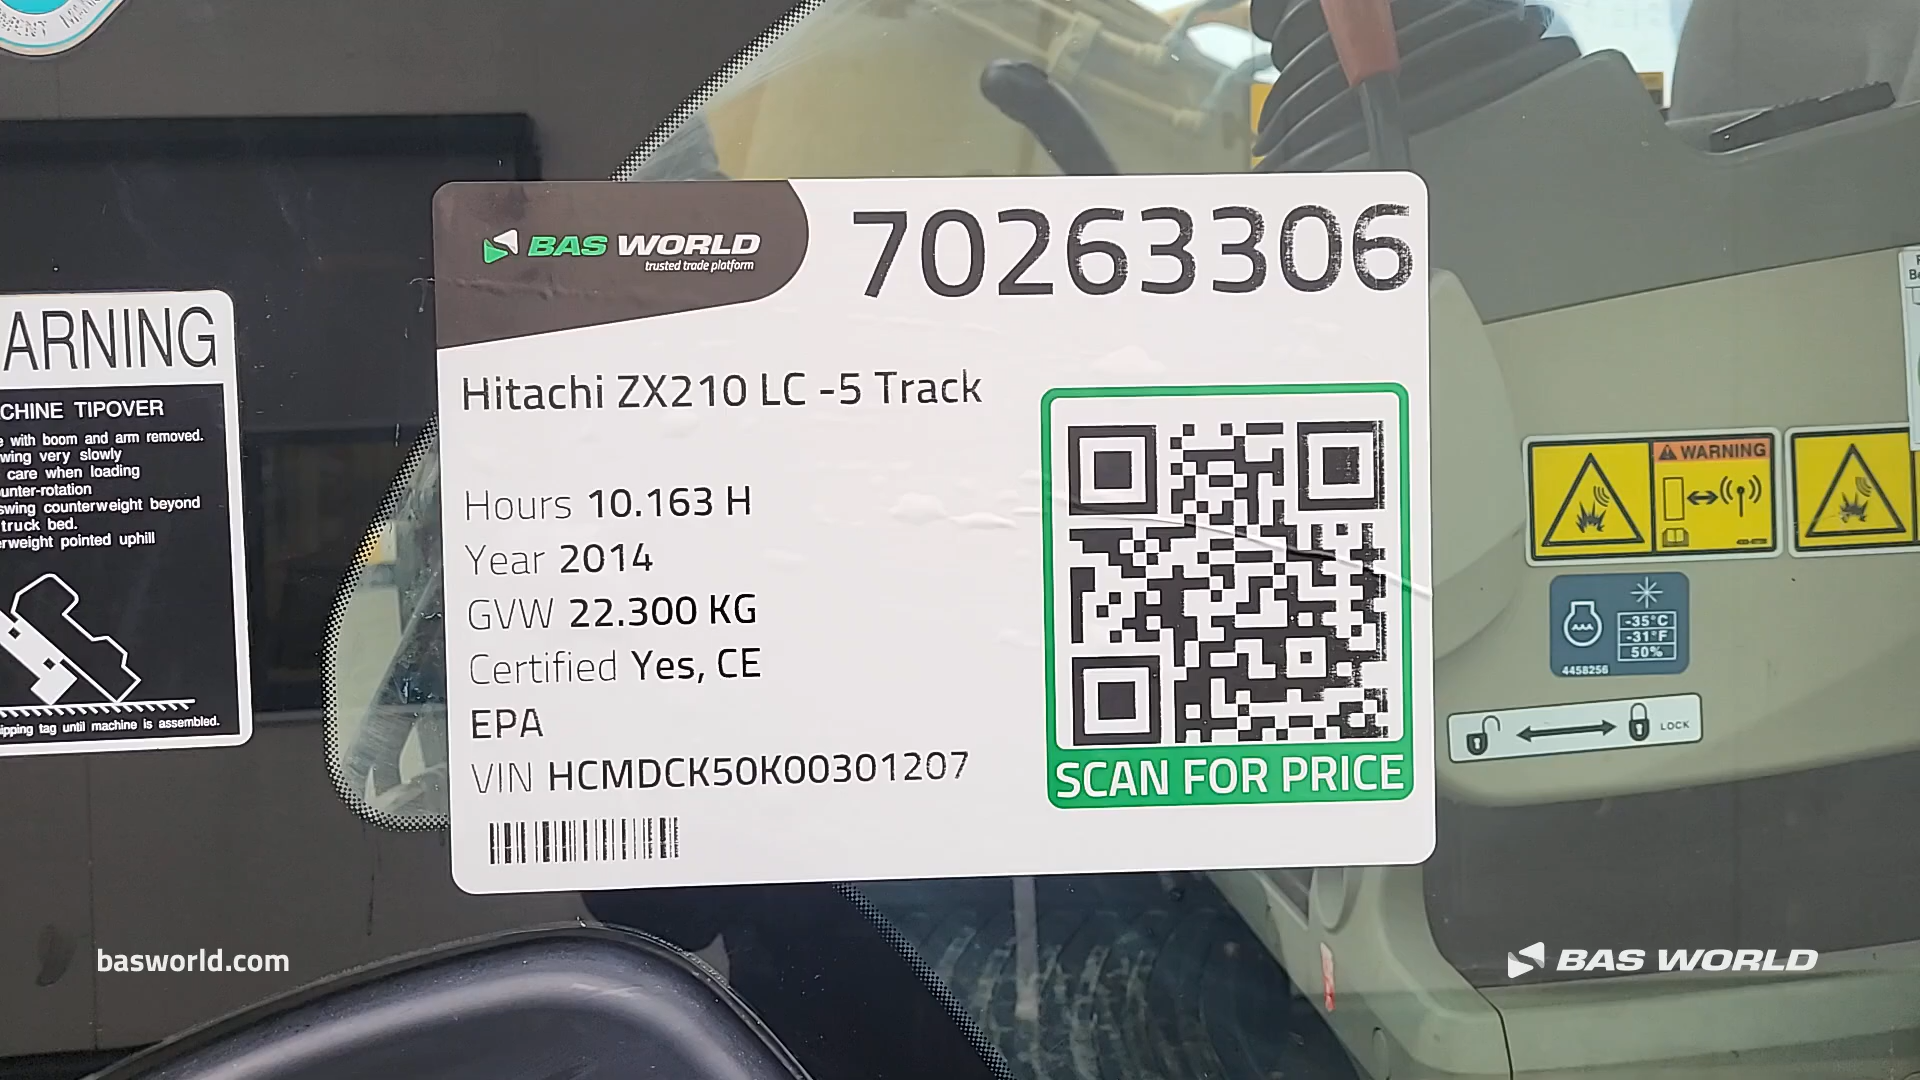 MENT
BAS WORLD
trusted trade platform
70263306
ARNING
CHINE TIPOVER
with boom and arm removed.
wing very slowly
care when loading
unter-rotation
swing counterweight beyond
truck bed.
rweight pointed uphill
ipping tag until machine is assembled.
Hitachi ZX210 LC -5 Track
Hours 10.163 H
Year 2014
GVW 22.300 KG
Certified Yes, CE
EPA
VIN HCMDCK50K00301207
SCAN FOR PRICE
WARNING
-35°C
-31°F
50%
4458256
LOCK
basworld.com
BAS WORLD